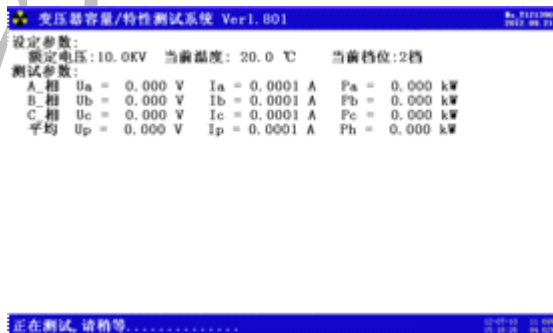 变压器容量/特性测试系统 Ver1.801
设定参数:
额定电压:10.0KV 当前温度: 20.0 ℃ 当前档位:2档
测试参数:
A_相 Ua = 0.000 V Ia = 0.0001 A Pa = 0.000 kW
B_相 Ub = 0.000 V Ib = 0.0001 A Pb = 0.000 kW
C_相 Uc = 0.000 V Ic = 0.0001 A Pc = 0.000 kW
平均 Up = 0.000 V Ip = 0.0001 A Ph = 0.000 kW
正在测试,请稍等..............